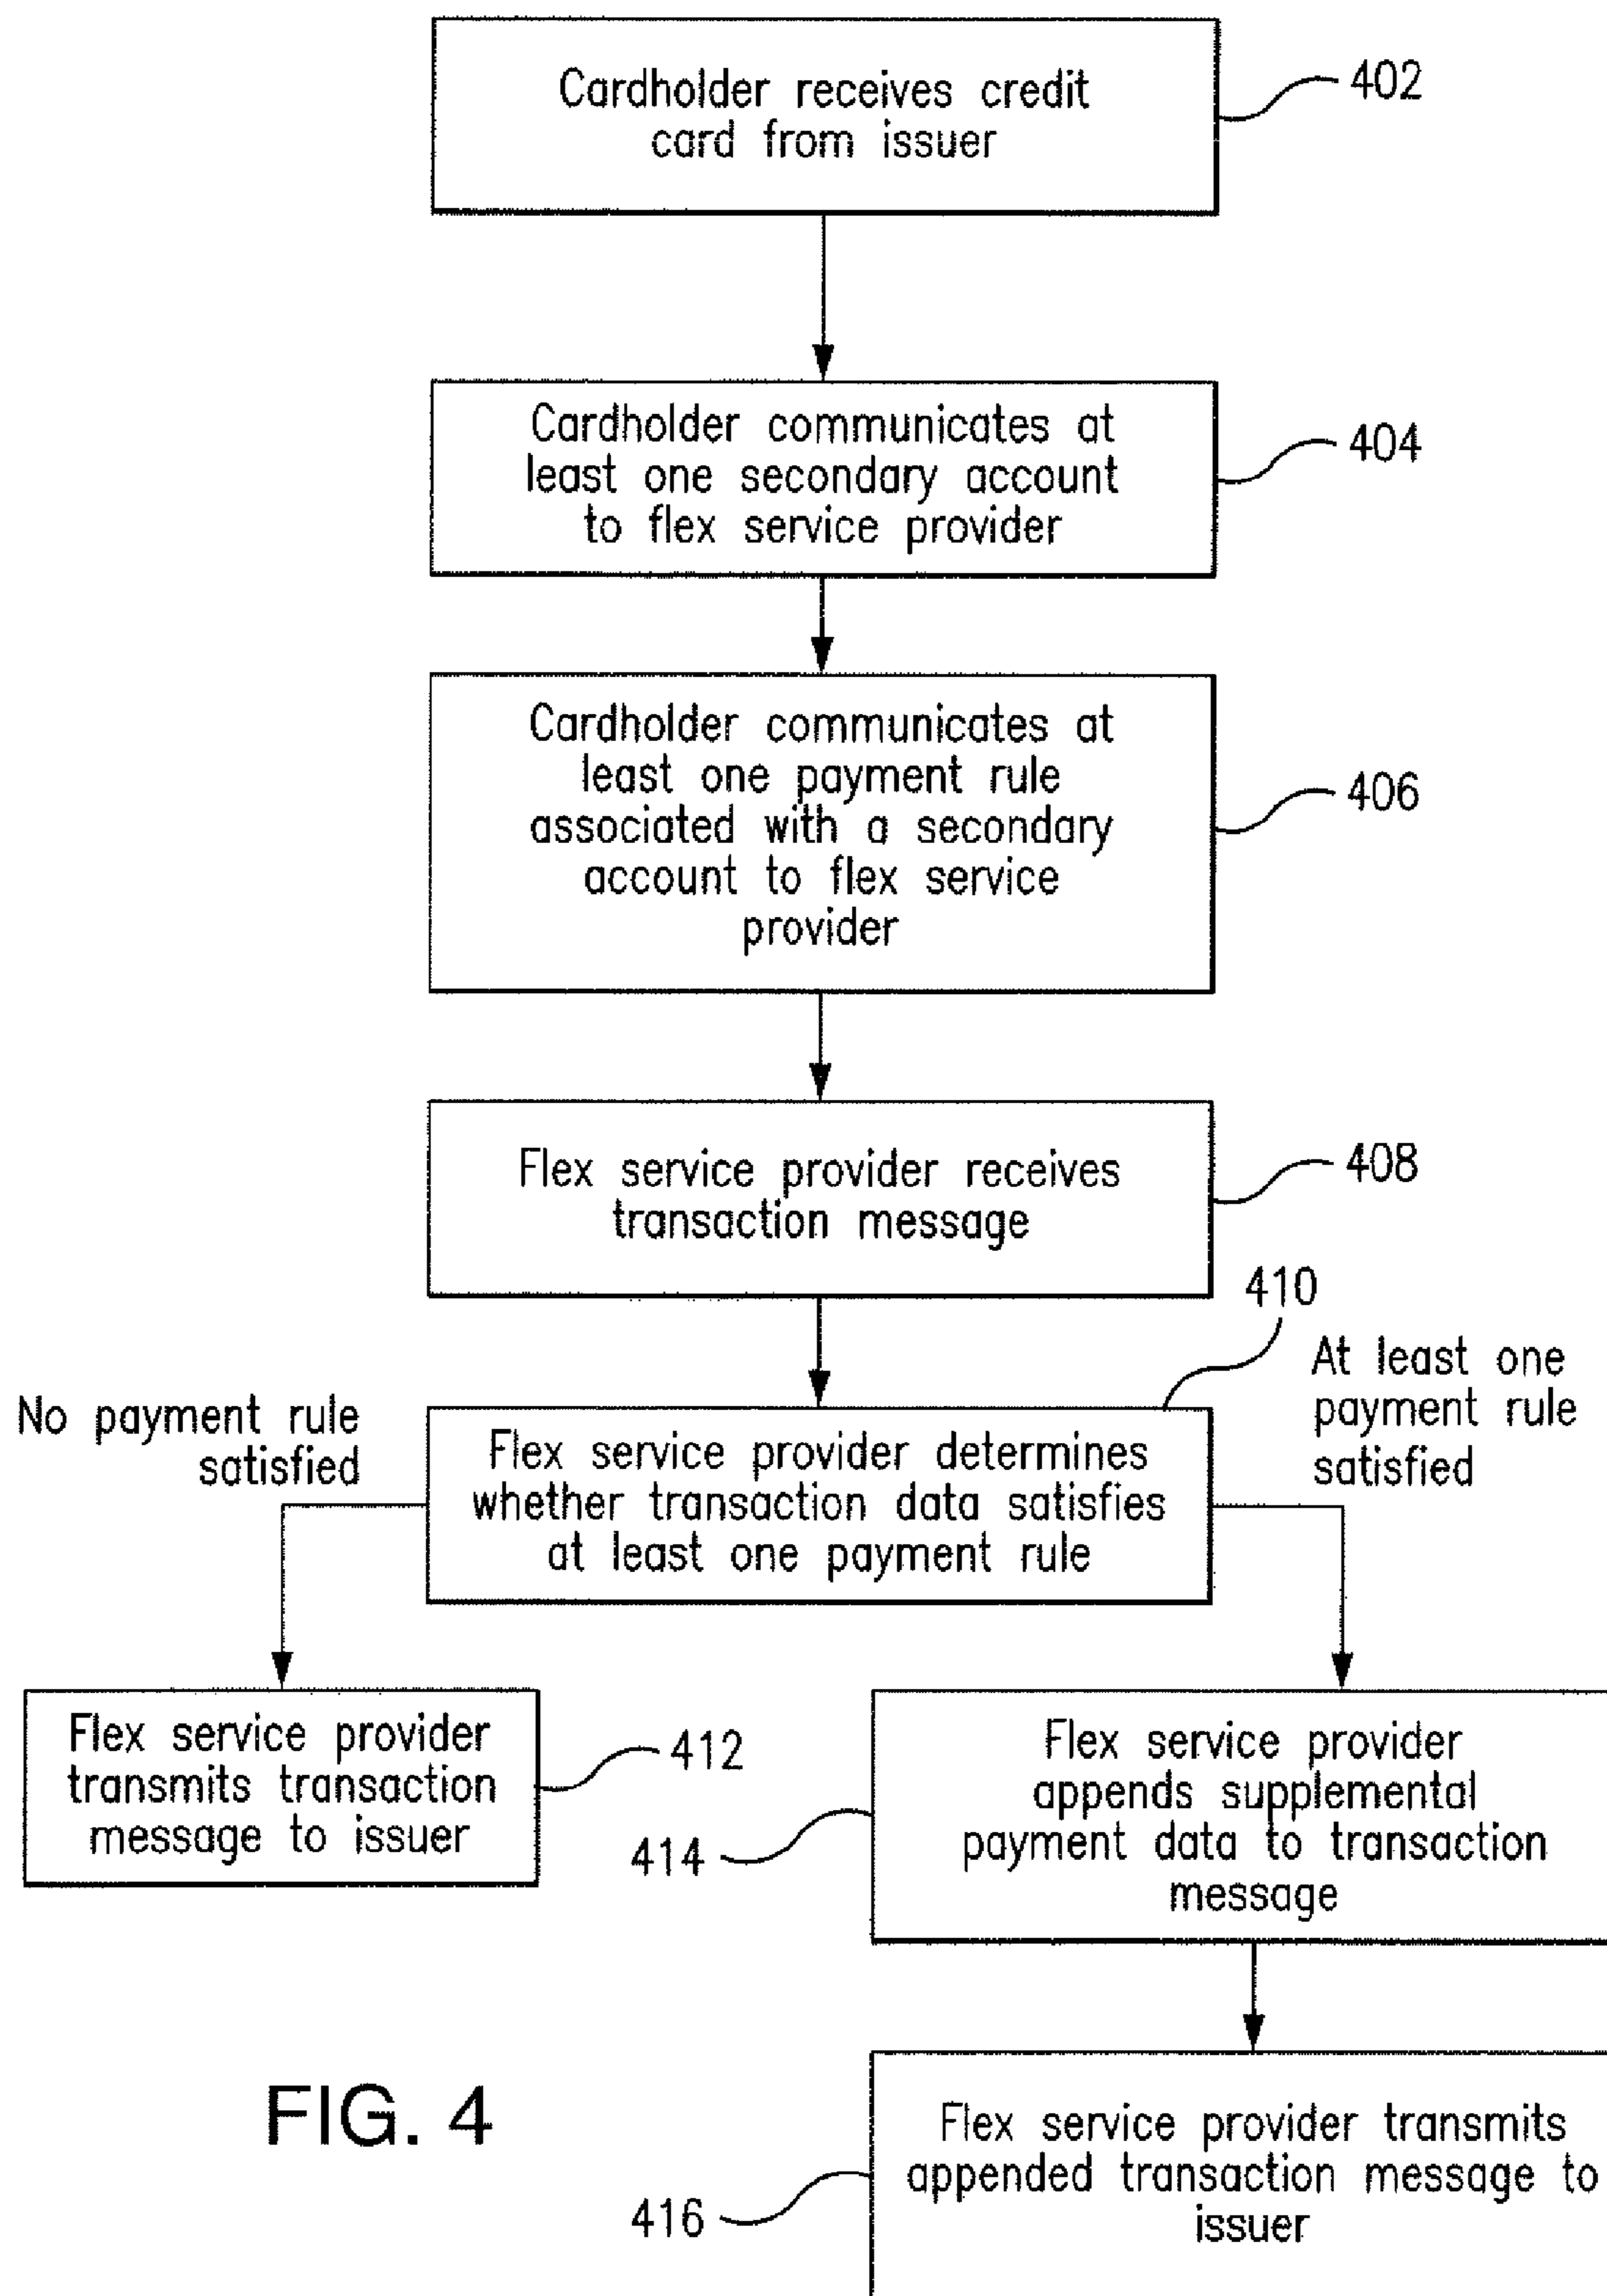 Cardholder receives credit
card from issuer
402
Cardholder communicates at
least one secondary account
to flex service provider
404
Cardholder communicates at
least one payment rule
associated with a secondary
account to flex service
provider
406
Flex service provider receives
transaction message
408
410
No payment rule
satisfied
Flex service provider determines
whether transaction data satisfies
at least one payment rule
At least one
payment rule
satisfied
Flex service provider
transmits transaction
message to issuer
412
Flex service provider
appends supplemental
payment data to transaction
message
414
Flex service provider transmits
appended transaction message to
issuer
416
FIG. 4